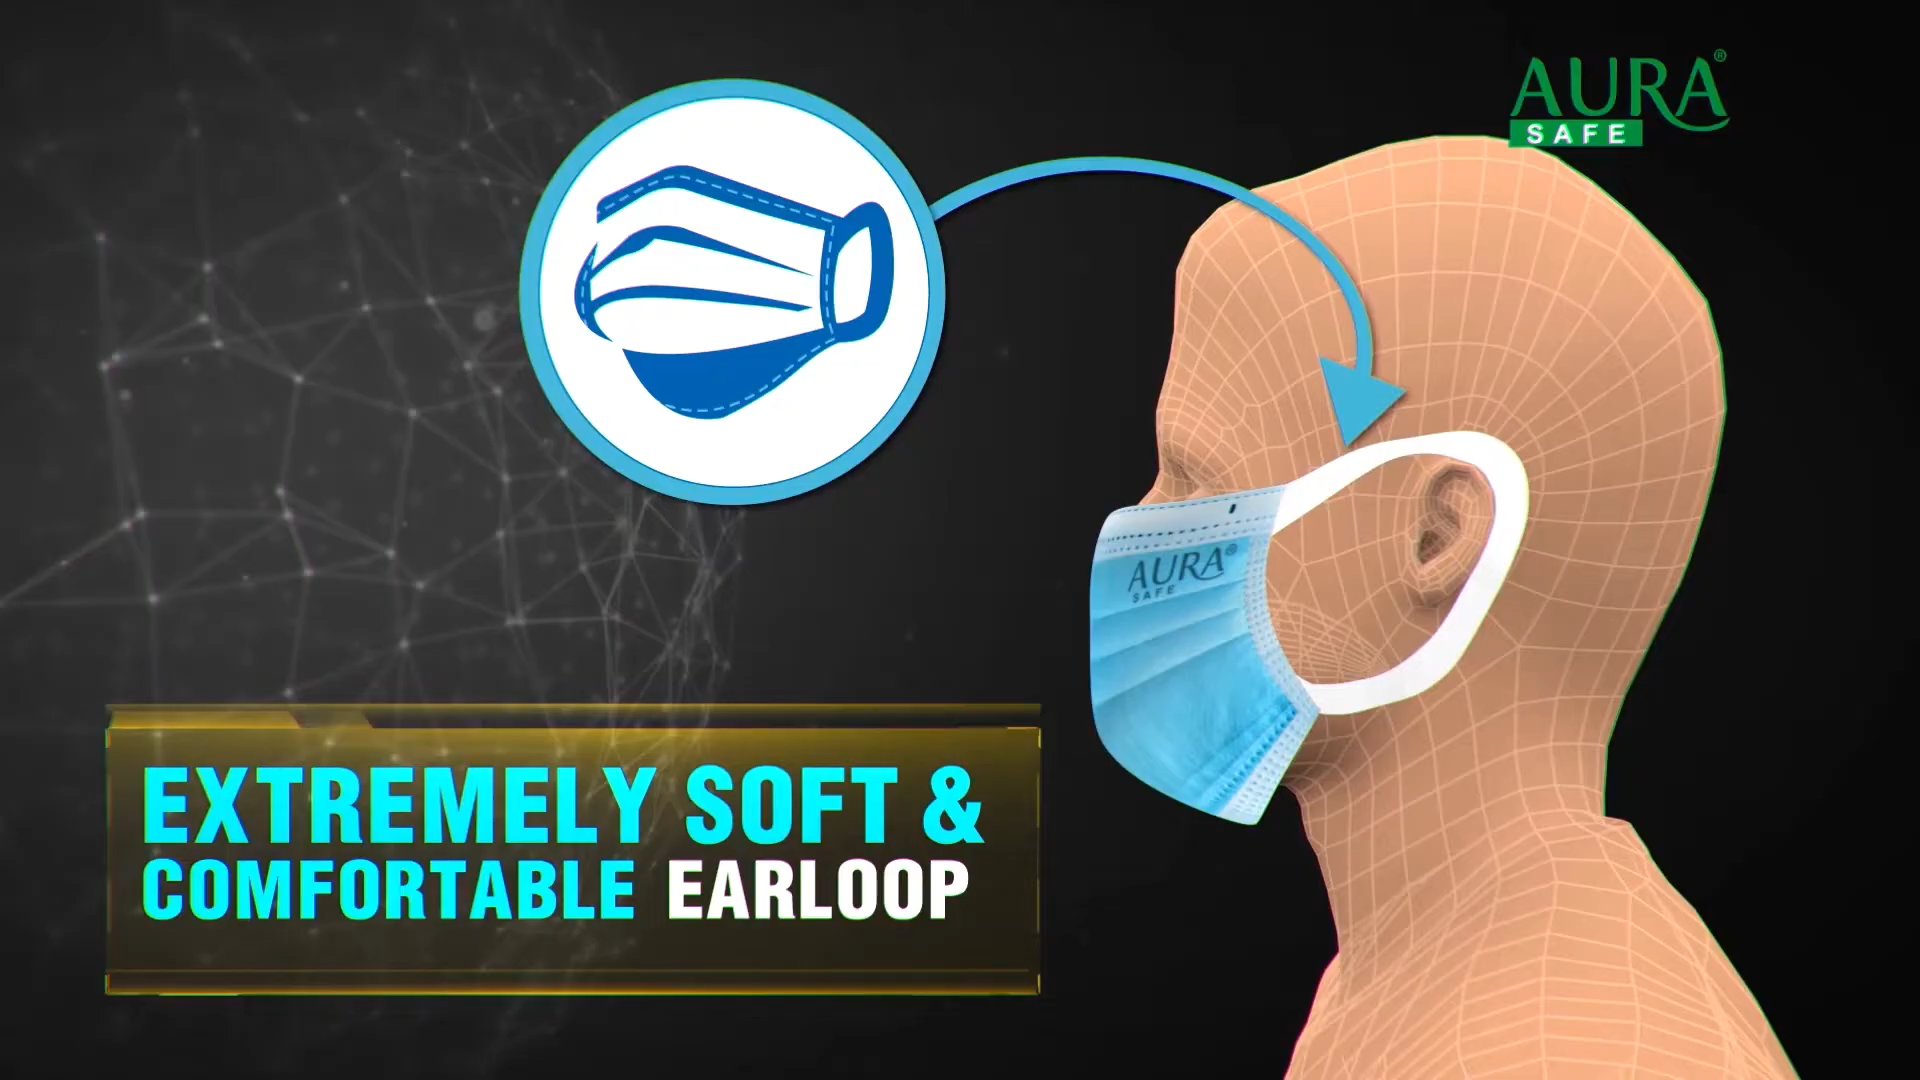 AURA®
SAFE
AURA®
SAFE
EXTREMELY SOFT &
COMFORTABLE EARLOOP